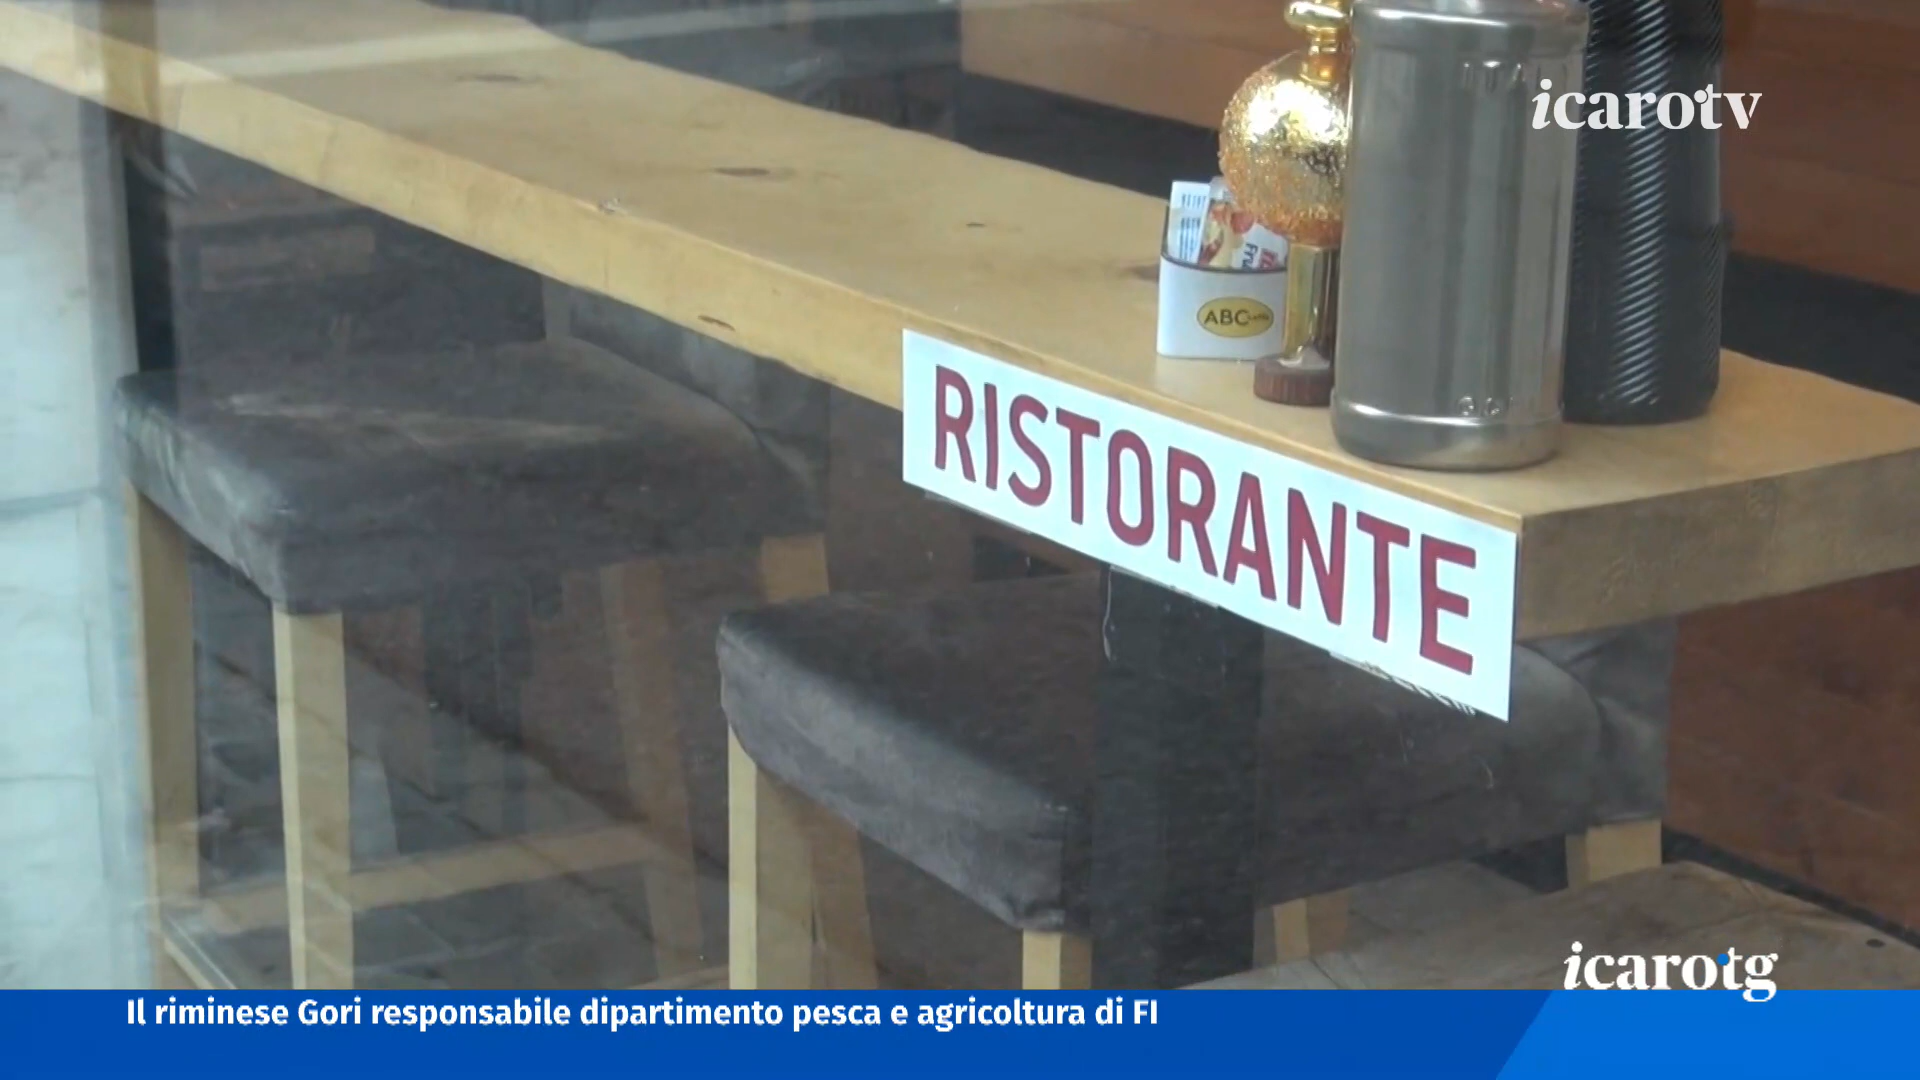 icarotv
ABC
RISTORANTE
icarotg
Il riminese Gori responsabile dipartimento pesca e agricoltura di FI